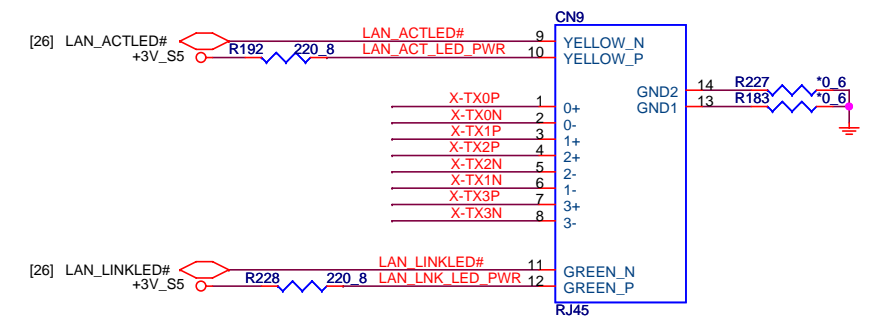 CN9
[26] LAN_ACTLED# LAN_ACTLED# 9 YELLOW_N
+3V_S5 R192 220_8 LAN_ACT_LED_PWR 10 YELLOW_P
GND2 14 R227 *0_6
GND1 13 R183 *0_6
X-TX0P 1 0+
X-TX0N 2 0-
X-TX1P 3 1+
X-TX2P 4 2+
X-TX2N 5 2-
X-TX1N 6 1-
X-TX3P 7 3+
X-TX3N 8 3-
[26] LAN_LINKLED# LAN_LINKLED# 11 GREEN_N
+3V_S5 R228 220_8 LAN_LNK_LED_PWR 12 GREEN_P
RJ45